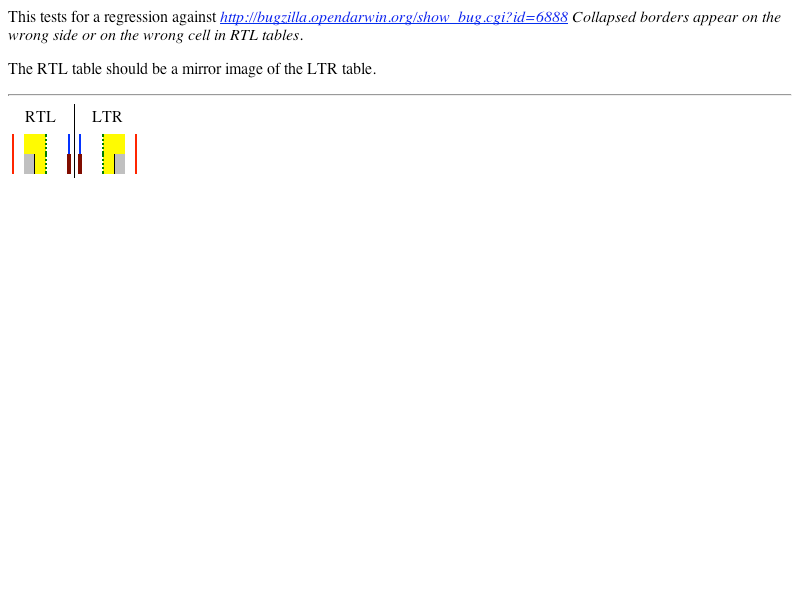 This tests for a regression against http://bugzilla.opendarwin.org/show_bug.cgi?id=6888 Collapsed borders appear on the
wrong side or on the wrong cell in RTL tables.
The RTL table should be a mirror image of the LTR table.
RTL LTR